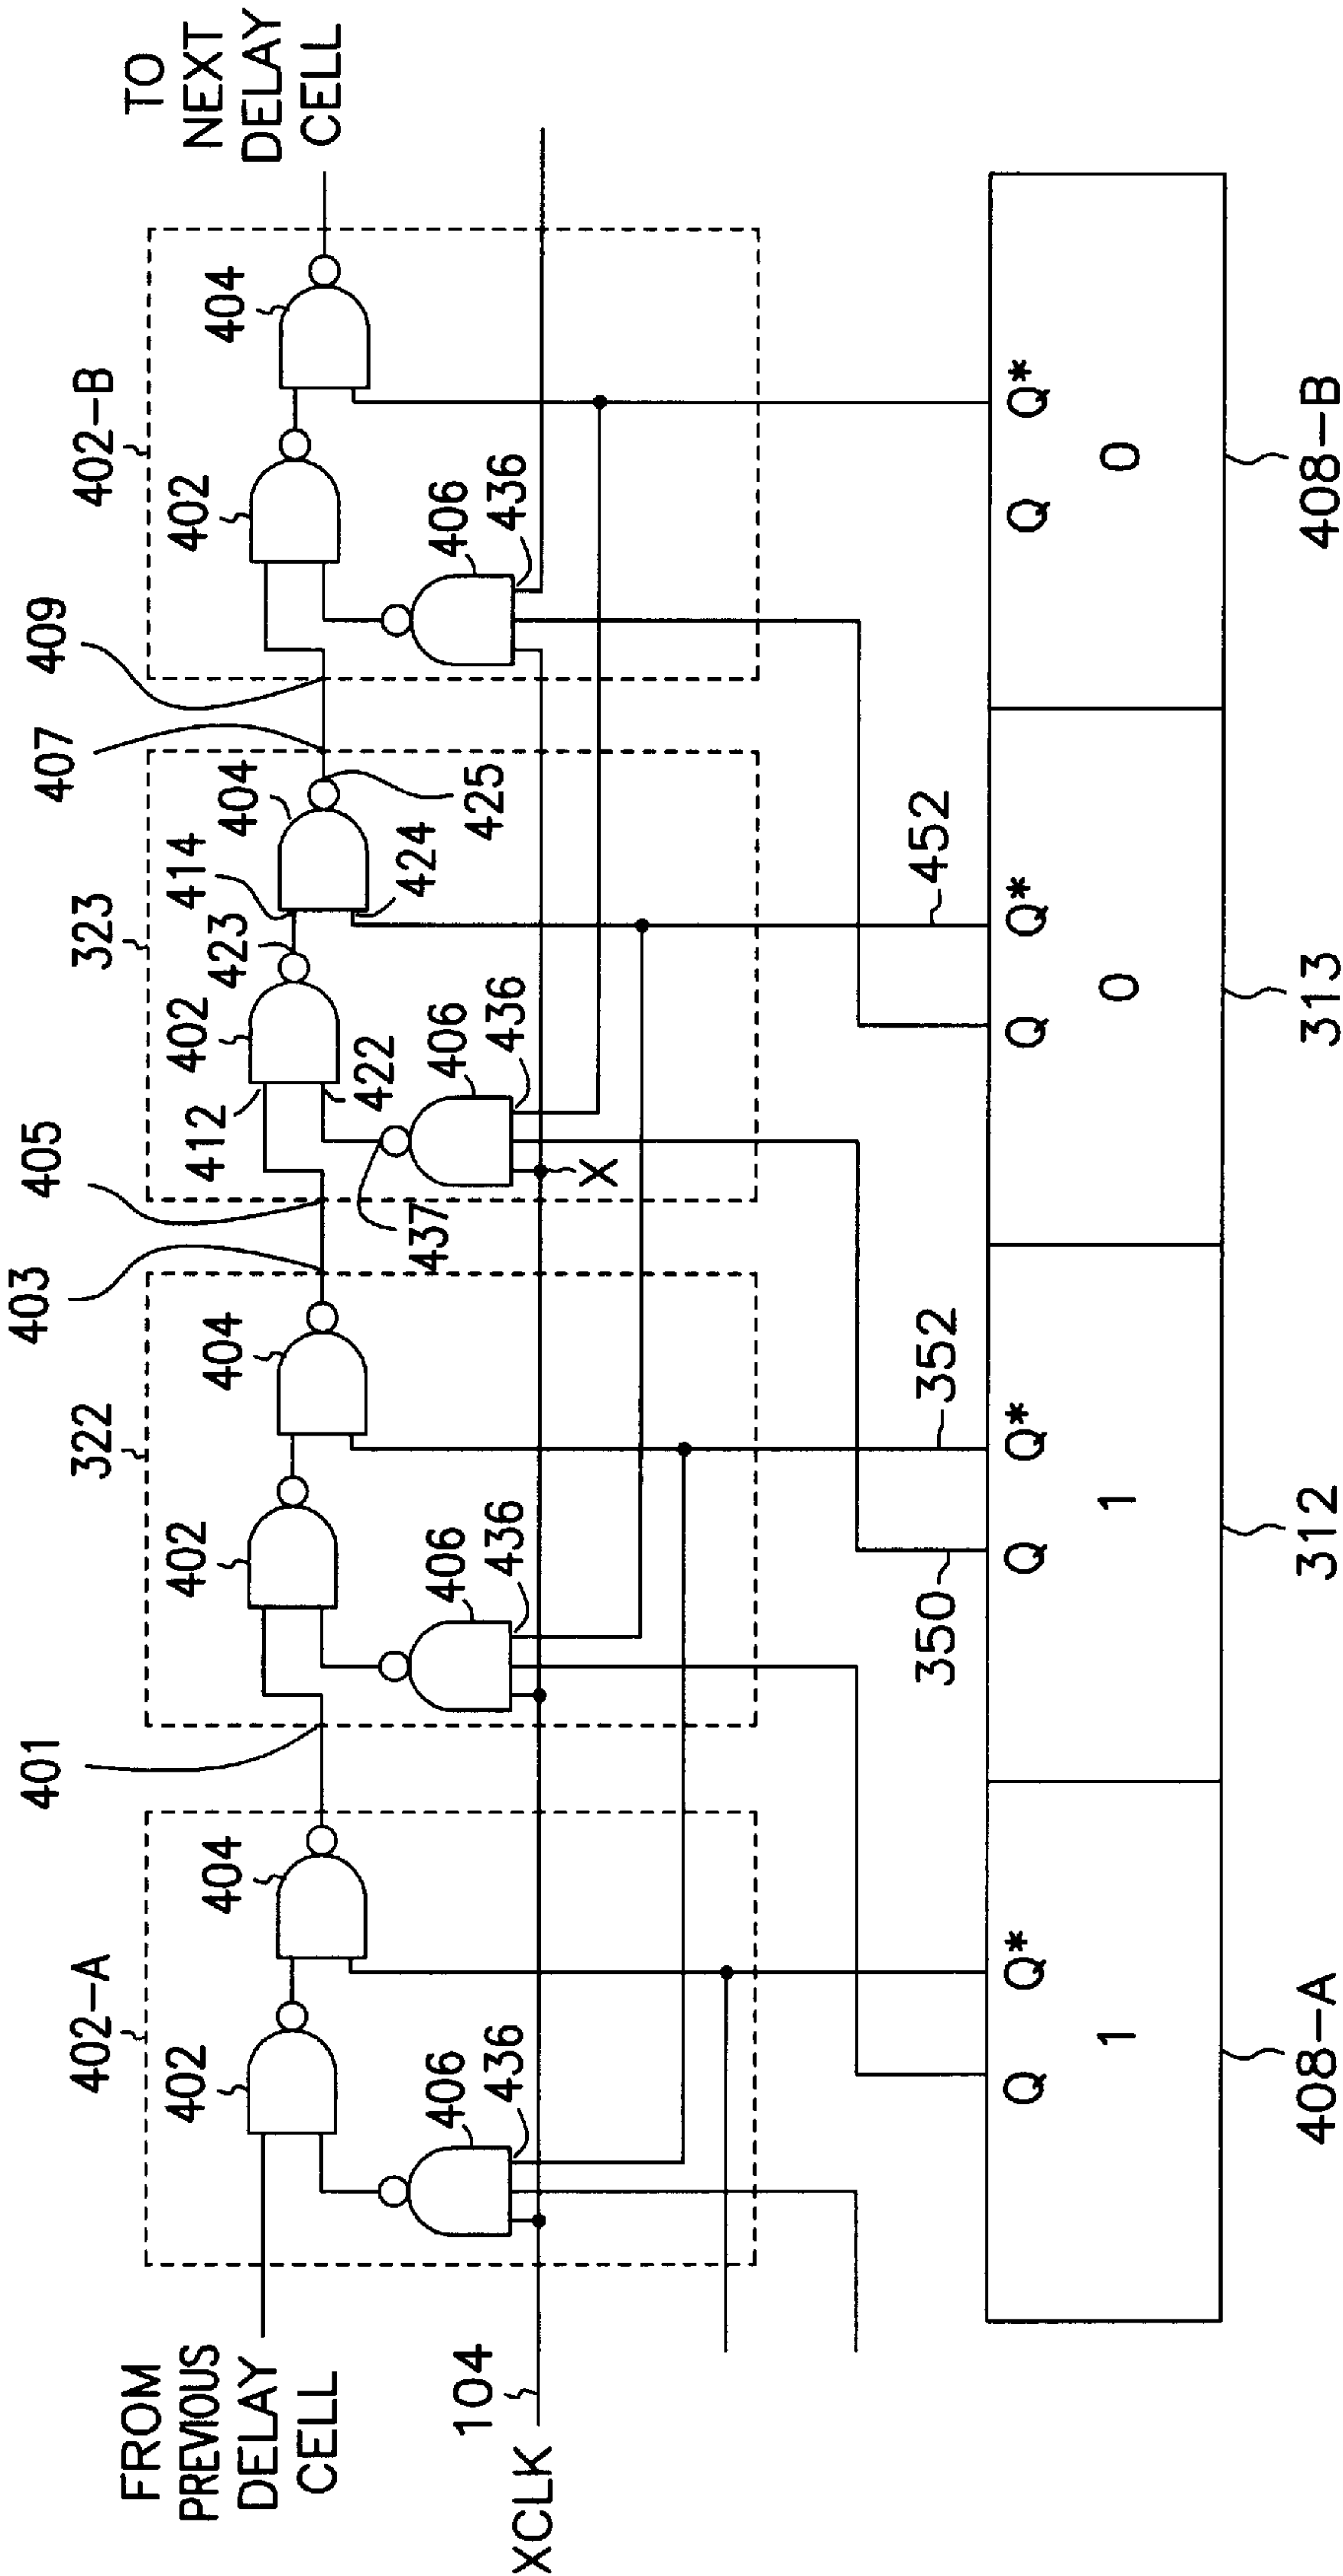 TO
NEXT
DELAY
CELL
402-A
322
323
402-B
401
403
405
407
409
402
404
402
404
412
402
423
414
404
402
404
422
424
425
406
436
406
436
437
406
436
406
436
FROM
PREVIOUS
DELAY
CELL
104
XCLK
X
350
352
452
Q
Q*
Q
Q*
Q
Q*
Q
Q*
1
1
0
0
408-A
312
313
408-B